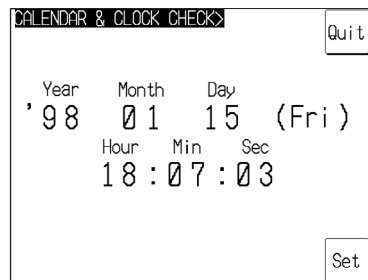 CALENDAR & CLOCK CHECK>
Quit
Year Month Day
'98 01 15 (Fri)
Hour Min Sec
18:07:03
Set